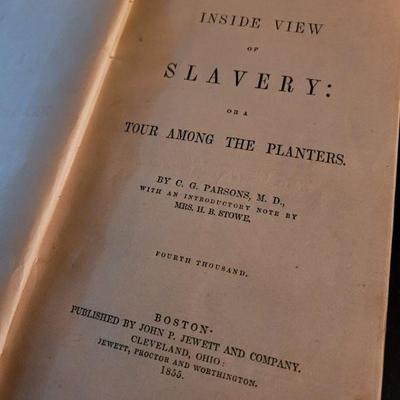 INSIDE VIEW
OF
SLAVERY:
OR A
TOUR AMONG THE PLANTERS.
BY C. G. PARSONS, M. D.,
WITH AN INTRODUCTORY NOTE BY
MRS. H. B. STOWE.
FOURTH THOUSAND.
BOSTON:
PUBLISHED BY JOHN P. JEWETT AND COMPANY.
CLEVELAND, OHIO:
JEWETT, PROCTOR AND WORTHINGTON.
1855.